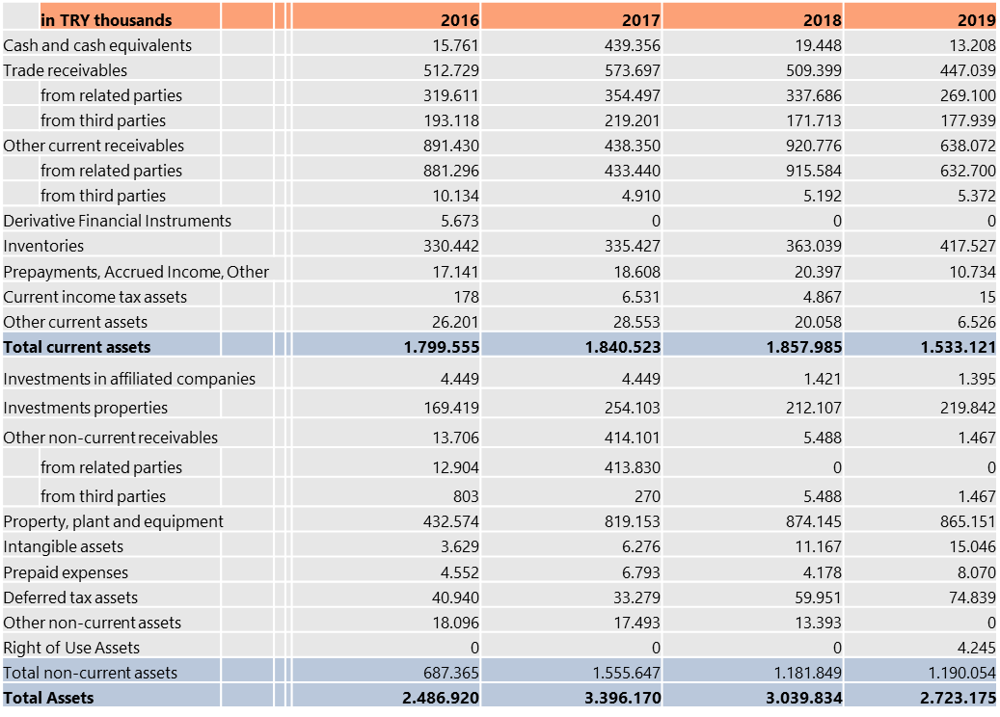 in TRY thousands 2016 2017 2018 2019
Cash and cash equivalents 15.761 439.356 19.448 13.208
Trade receivables 512.729 573.697 509.399 447.039
from related parties 319.611 354.497 337.686 269.100
from third parties 193.118 219.201 171.713 177.939
Other current receivables 891.430 438.350 920.776 638.072
from related parties 881.296 433.440 915.584 632.700
from third parties 10.134 4.910 5.192 5.372
Derivative Financial Instruments 5.673 0 0 0
Inventories 330.442 335.427 363.039 417.527
Prepayments, Accrued Income, Other 17.141 18.608 20.397 10.734
Current income tax assets 178 6.531 4.867 15
Other current assets 26.201 28.553 20.058 6.526
Total current assets 1.799.555 1.840.523 1.857.985 1.533.121
Investments in affiliated companies 4.449 4.449 1.421 1.395
Investments properties 169.419 254.103 212.107 219.842
Other non-current receivables 13.706 414.101 5.488 1.467
from related parties 12.904 413.830 0 0
from third parties 803 270 5.488 1.467
Property, plant and equipment 432.574 819.153 874.145 865.151
Intangible assets 3.629 6.276 11.167 15.046
Prepaid expenses 4.552 6.793 4.178 8.070
Deferred tax assets 40.940 33.279 59.951 74.839
Other non-current assets 18.096 17.493 13.393 0
Right of Use Assets 0 0 0 4.245
Total non-current assets 687.365 1.555.647 1.181.849 1.190.054
Total Assets 2.486.920 3.396.170 3.039.834 2.723.175